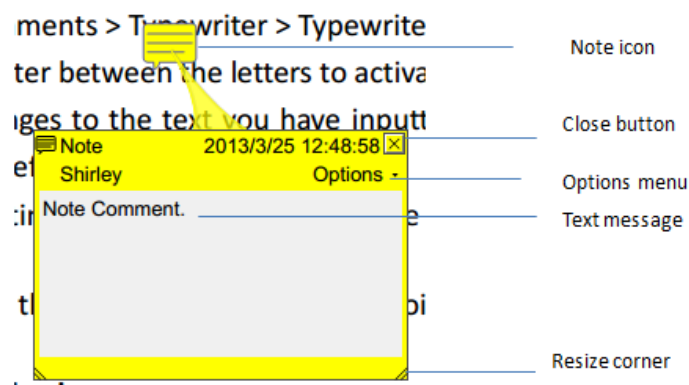 ments > Typewriter > Typewrite
Note icon
ter between the letters to activa
ges to the text you have inputt
Close button
Note 2013/3/25 12:48:58
Shirley Options
Options menu
Note Comment.
Text message
Resize corner